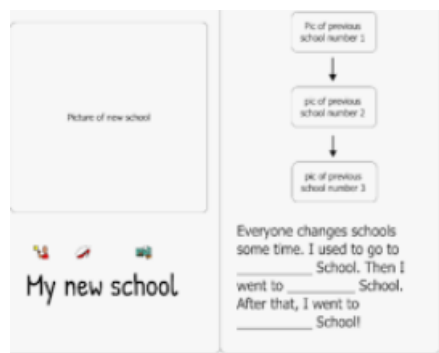 Picture of new school
My new school
Pic of previous
school number 1
pic of previous
school number 2
pic of previous
school number 3
Everyone changes schools
some time. I used to go to
__________ School. Then I
went to _________ School.
After that, I went to
__________ School!